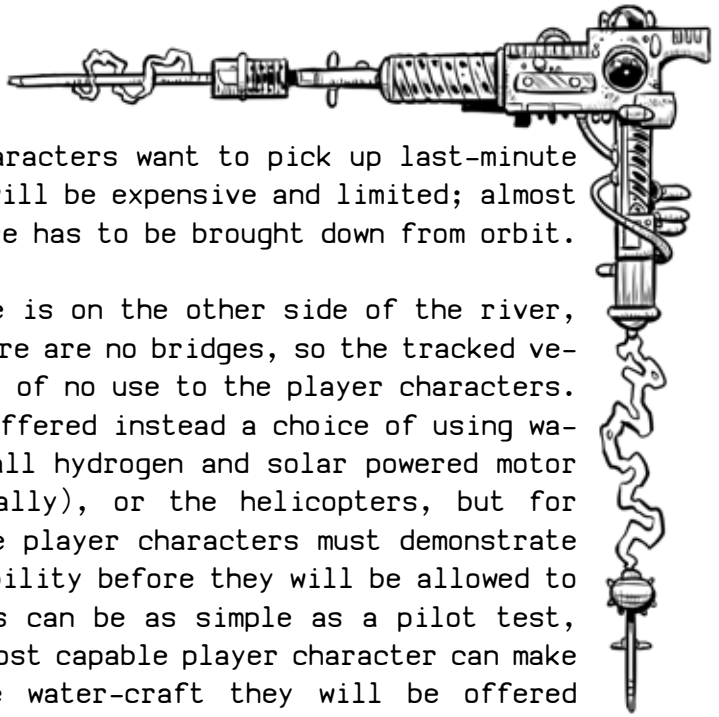 aracters want to pick up last-minute
will be expensive and limited; almost
e has to be brought down from orbit.
e is on the other side of the river,
re are no bridges, so the tracked ve-
of no use to the player characters.
ffered instead a choice of using wa-
all hydrogen and solar powered motor
ally), or the helicopters, but for
e player characters must demonstrate
bility before they will be allowed to
s can be as simple as a pilot test,
ost capable player character can make
e water-craft they will be offered